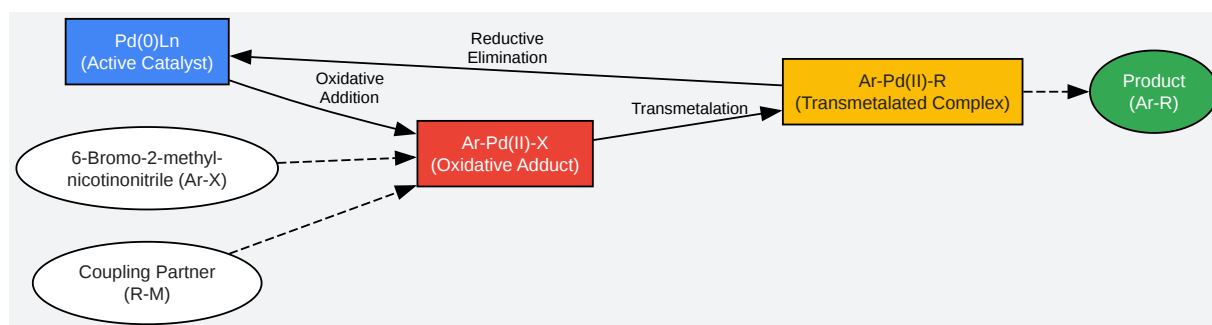 Pd(0)Ln
(Active Catalyst)
Reductive
Elimination
Oxidative
Addition
Ar-Pd(II)-R
(Transmetalated Complex)
Product
(Ar-R)
Transmetalation
Ar-Pd(II)-X
(Oxidative Adduct)
6-Bromo-2-methyl-
nicotinonitrile (Ar-X)
Coupling Partner
(R-M)